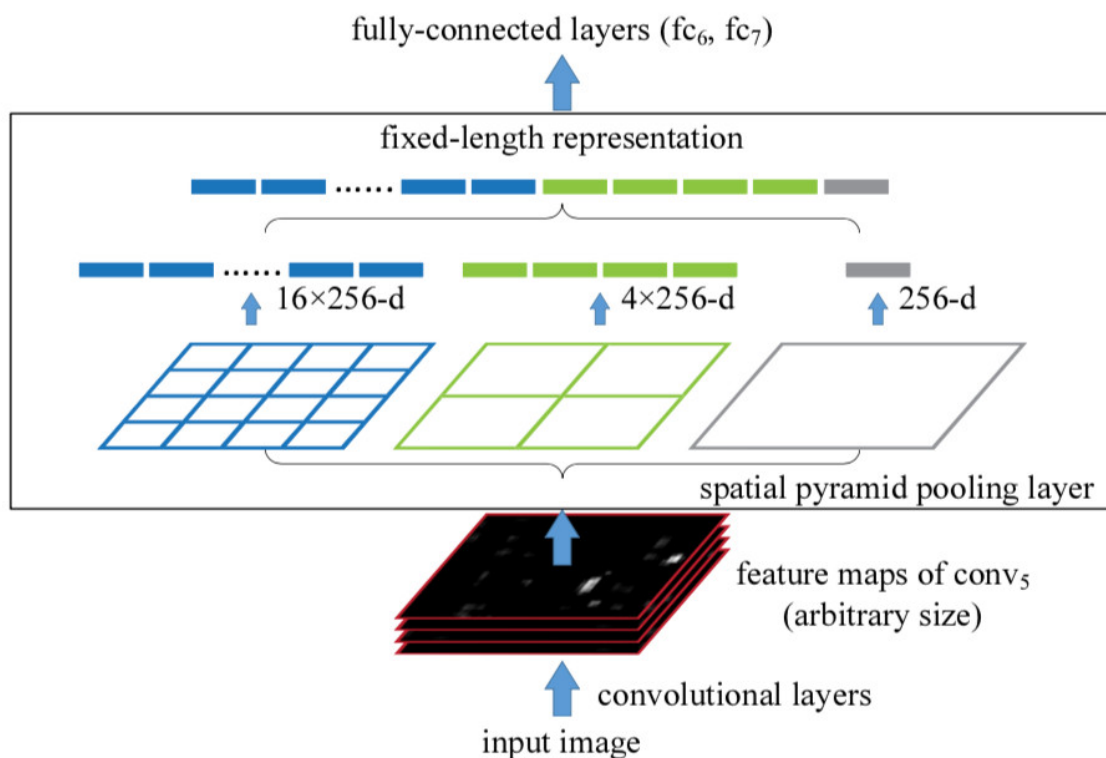 fully-connected layers (fc₆, fc₇)
fixed-length representation
......
......
16×256-d
4×256-d
256-d
spatial pyramid pooling layer
feature maps of conv₅
(arbitrary size)
convolutional layers
input image